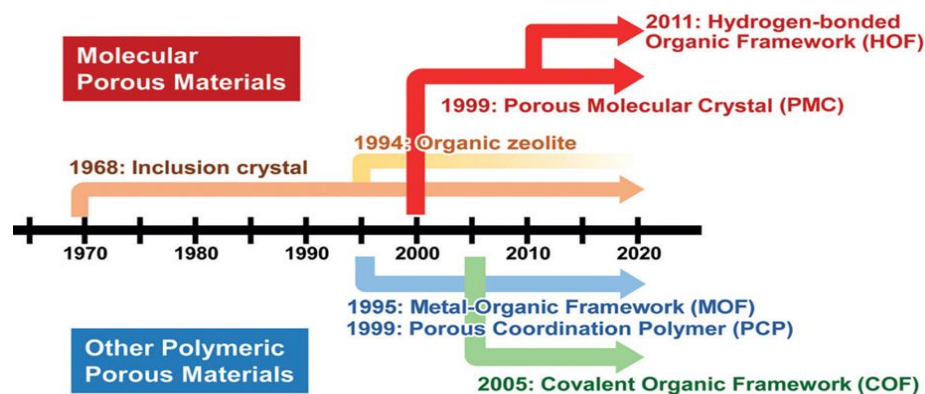 Molecular
Porous Materials
2011: Hydrogen-bonded
Organic Framework (HOF)
1999: Porous Molecular Crystal (PMC)
1994: Organic zeolite
1968: Inclusion crystal
1970
1980
1990
2000
2010
2020
1995: Metal-Organic Framework (MOF)
1999: Porous Coordination Polymer (PCP)
Other Polymeric
Porous Materials
2005: Covalent Organic Framework (COF)